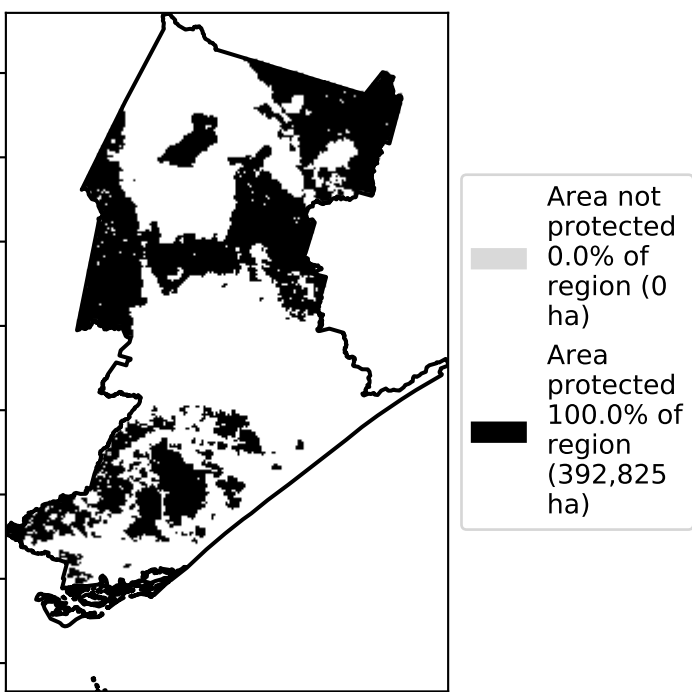 Area not
protected
0.0% of
region (0
ha)
Area
protected
100.0% of
region
(392,825
ha)